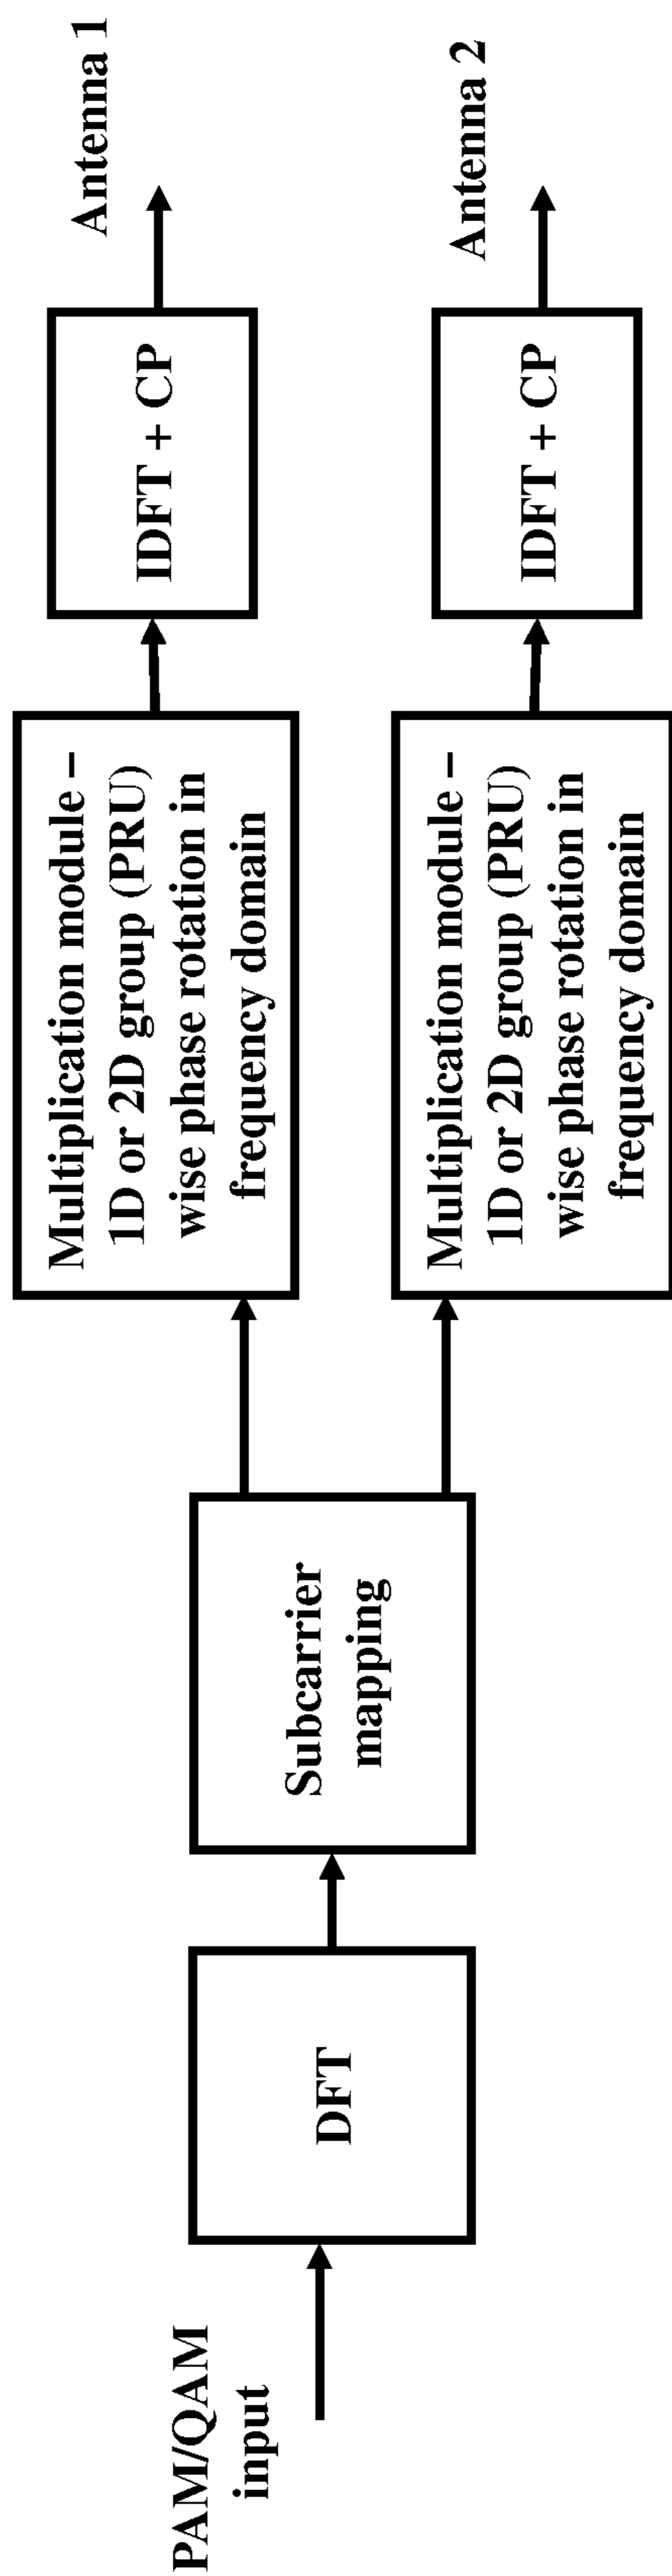 PAM/QAM
input
DFT
Subcarrier
mapping
Multiplication module –
1D or 2D group (PRU)
wise phase rotation in
frequency domain
IDFT + CP
Antenna 1
Multiplication module –
1D or 2D group (PRU)
wise phase rotation in
frequency domain
IDFT + CP
Antenna 2